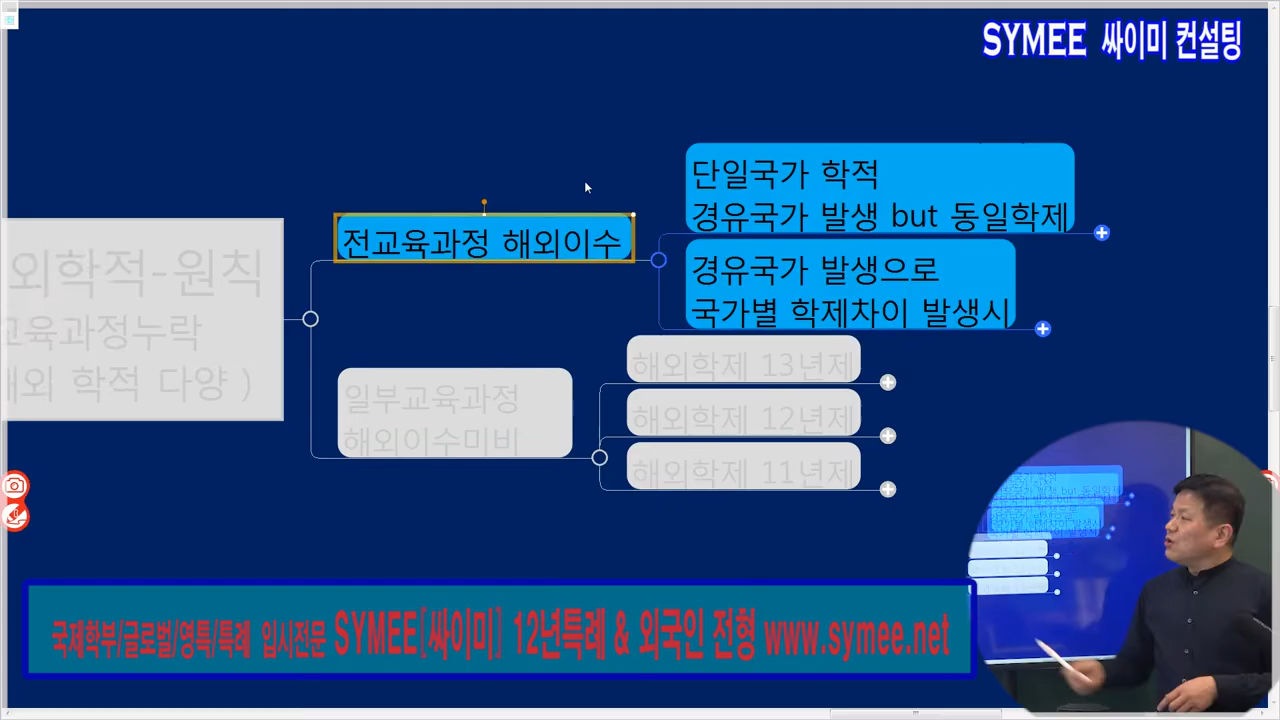 SYMEE 싸이미 컨설팅
단일국가 학적
경유국가 발생 but 동일학제
전교육과정 해외이수
경유국가 발생으로
국가별 학제차이 발생시
외학적-원칙
교육과정누락
해외 학적 다양 )
일부교육과정
해외이수미비
해외학제 13년제
해외학제 12년제
해외학제 11년제
국제학부/글로벌/영특/특례 입시전문 SYMEE[싸이미] 12년특례 & 외국인 전형 www.symee.net